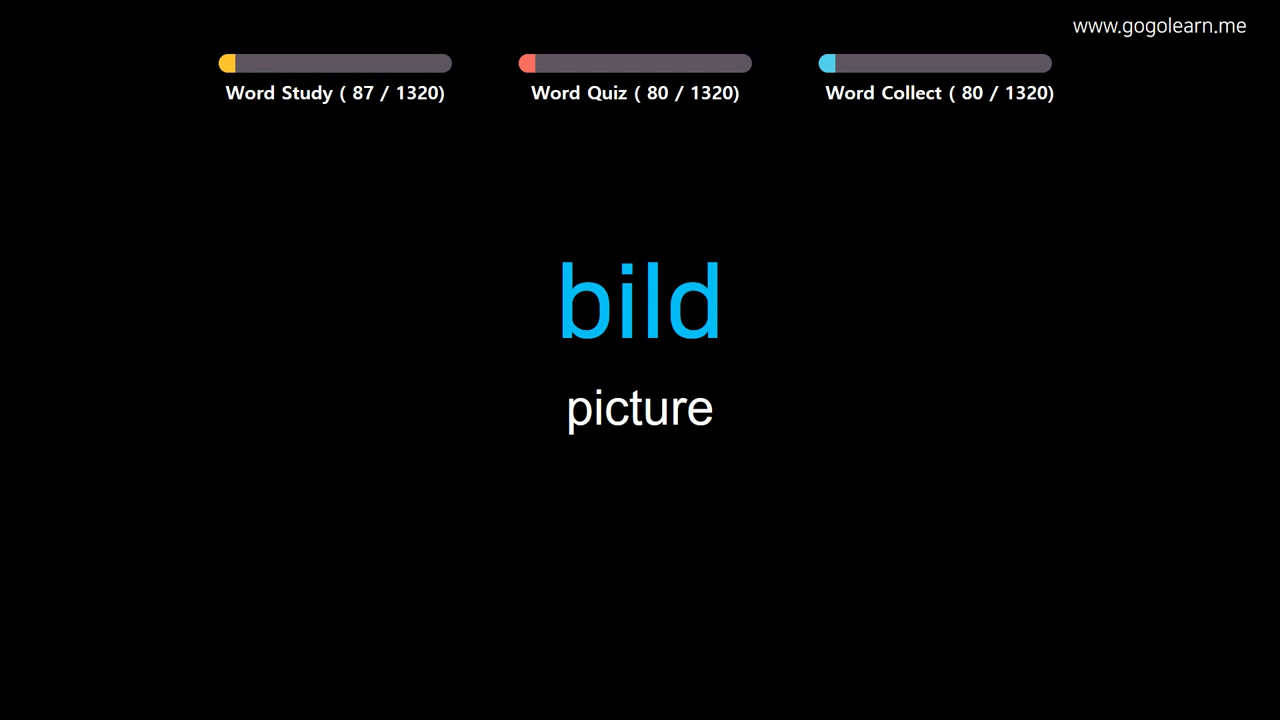 www.gogolearn.me
Word Study ( 87 / 1320)
Word Quiz ( 80 / 1320)
Word Collect ( 80 / 1320)
bild
picture